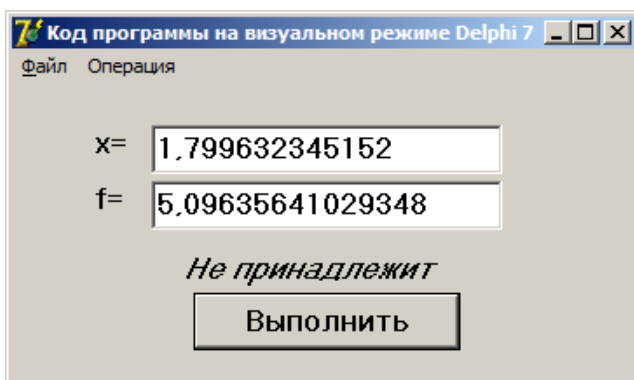 Код программы на визуальном режиме Delphi 7
Файл Операция
x= 1,799632345152
f= 5,09635641029348
Не принадлежит
Выполнить